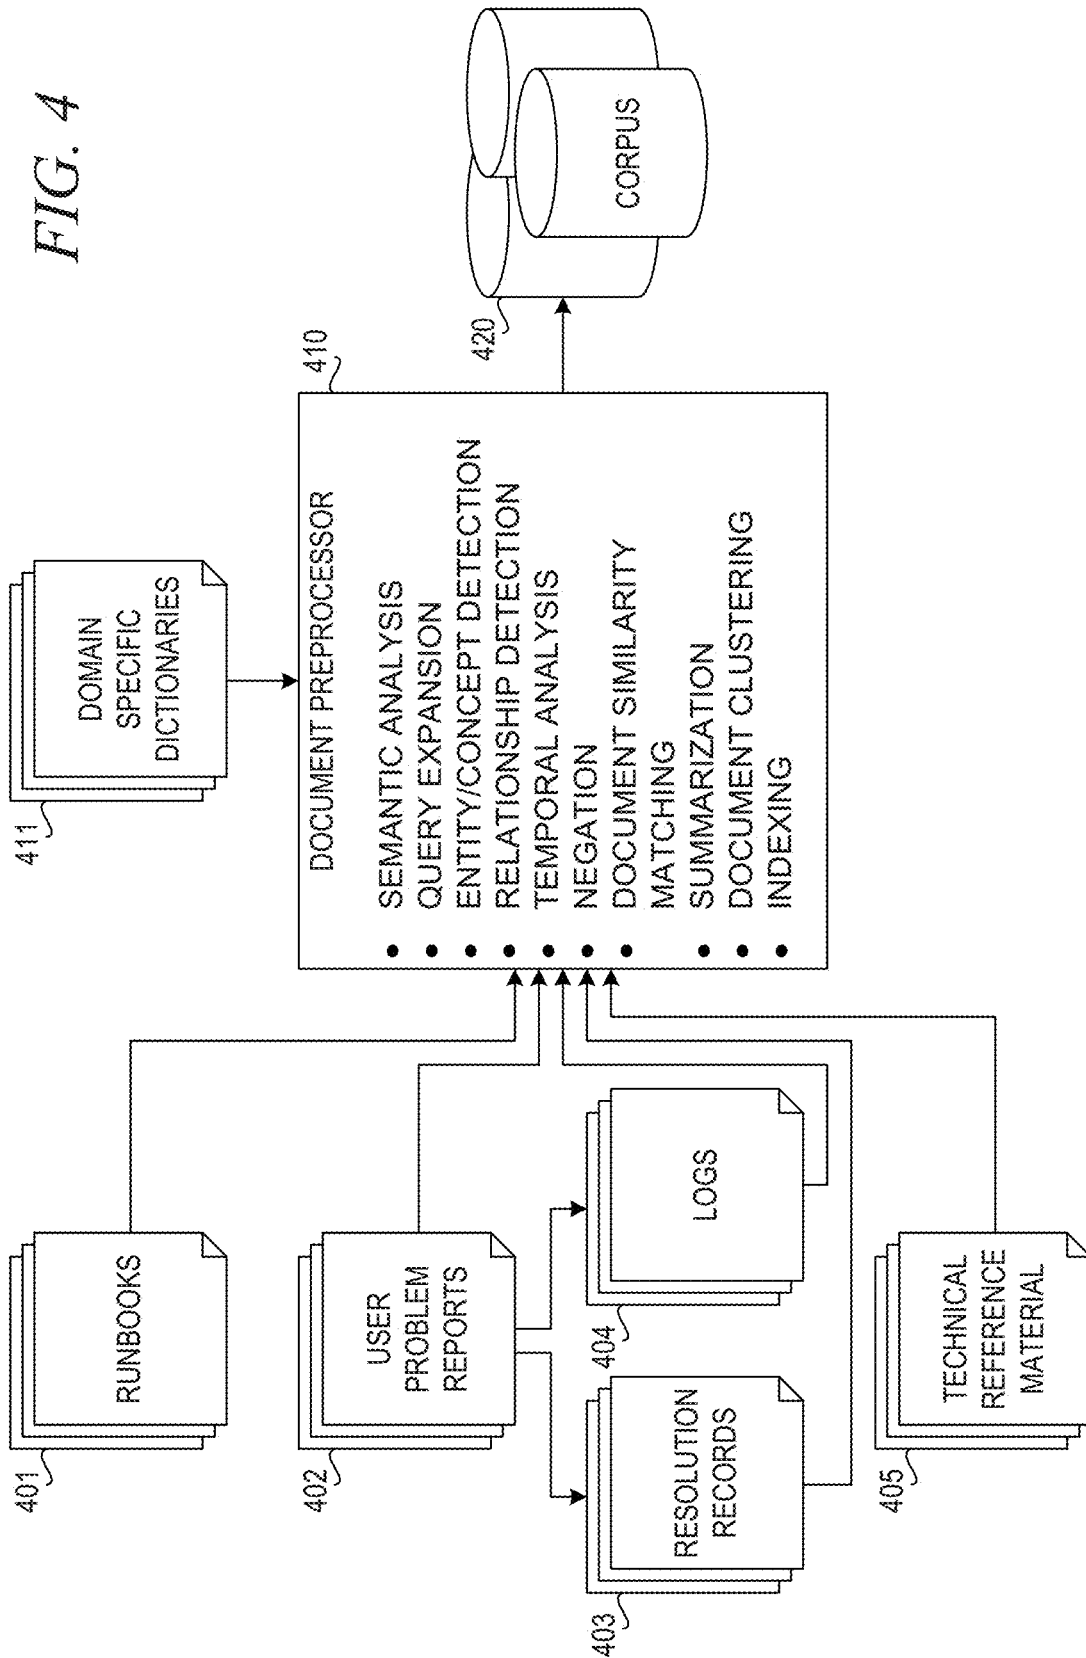 FIG. 4
411
DOMAIN
SPECIFIC
DICTIONARIES
401
RUNBOOKS
402
USER
PROBLEM
REPORTS
403
RESOLUTION
RECORDS
404
LOGS
405
TECHNICAL
REFERENCE
MATERIAL
410
DOCUMENT PREPROCESSOR
• SEMANTIC ANALYSIS
• QUERY EXPANSION
• ENTITY/CONCEPT DETECTION
• RELATIONSHIP DETECTION
• TEMPORAL ANALYSIS
• NEGATION
• DOCUMENT SIMILARITY
MATCHING
• SUMMARIZATION
• DOCUMENT CLUSTERING
• INDEXING
420
CORPUS